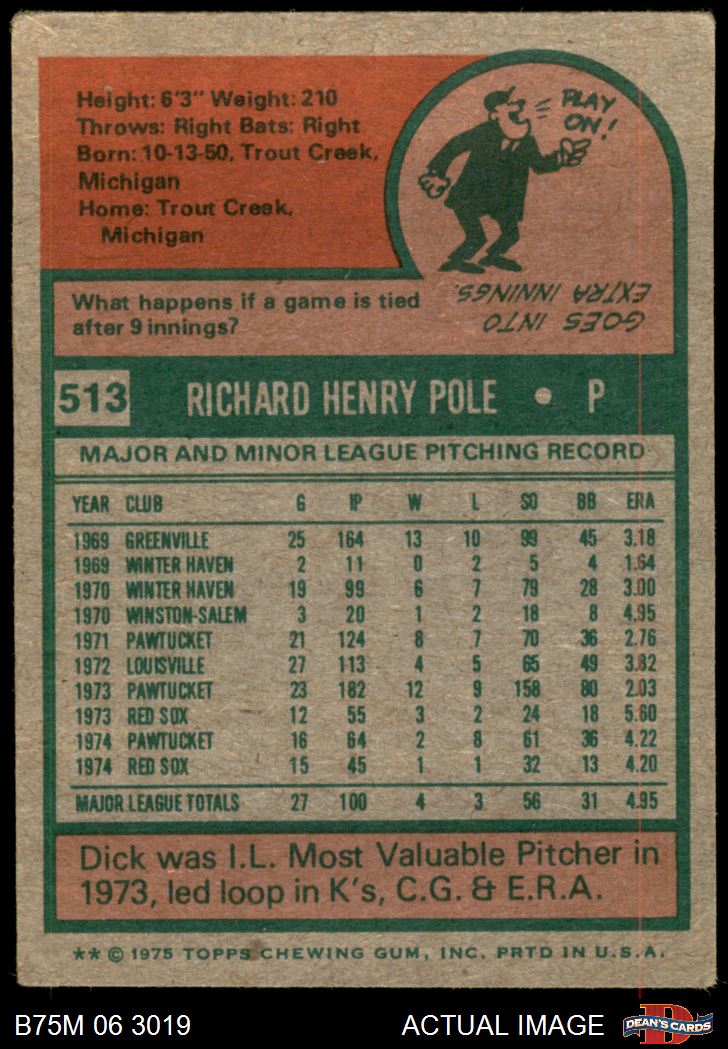 Height: 6'3" Weight: 210
Throws: Right Bats: Right
Born: 10-13-50, Trout Creek,
Michigan
Home: Trout Creek,
Michigan
PLAY
ON!
What happens if a game is tied
after 9 innings?
GOES INTO
EXTRA INNINGS.
513 RICHARD HENRY POLE • P
MAJOR AND MINOR LEAGUE PITCHING RECORD
YEAR CLUB G IP W L SO BB ERA
1969 GREENVILLE 25 164 13 10 99 45 3.18
1969 WINTER HAVEN 2 11 0 2 5 4 1.64
1970 WINTER HAVEN 19 99 6 7 79 28 3.00
1970 WINSTON-SALEM 3 20 1 2 18 8 4.95
1971 PAWTUCKET 21 124 8 7 70 36 2.76
1972 LOUISVILLE 27 113 4 5 65 49 3.82
1973 PAWTUCKET 23 182 12 9 158 80 2.03
1973 RED SOX 12 55 3 2 24 18 5.60
1974 PAWTUCKET 16 64 2 8 61 36 4.22
1974 RED SOX 15 45 1 1 32 13 4.20
MAJOR LEAGUE TOTALS 27 100 4 3 56 31 4.95
Dick was I.L. Most Valuable Pitcher in
1973, led loop in K's, C.G. & E.R.A.
** © 1975 TOPPS CHEWING GUM, INC. PRTD IN U.S.A.
B75M 06 3019 ACTUAL IMAGE
DEAN'S CARDS